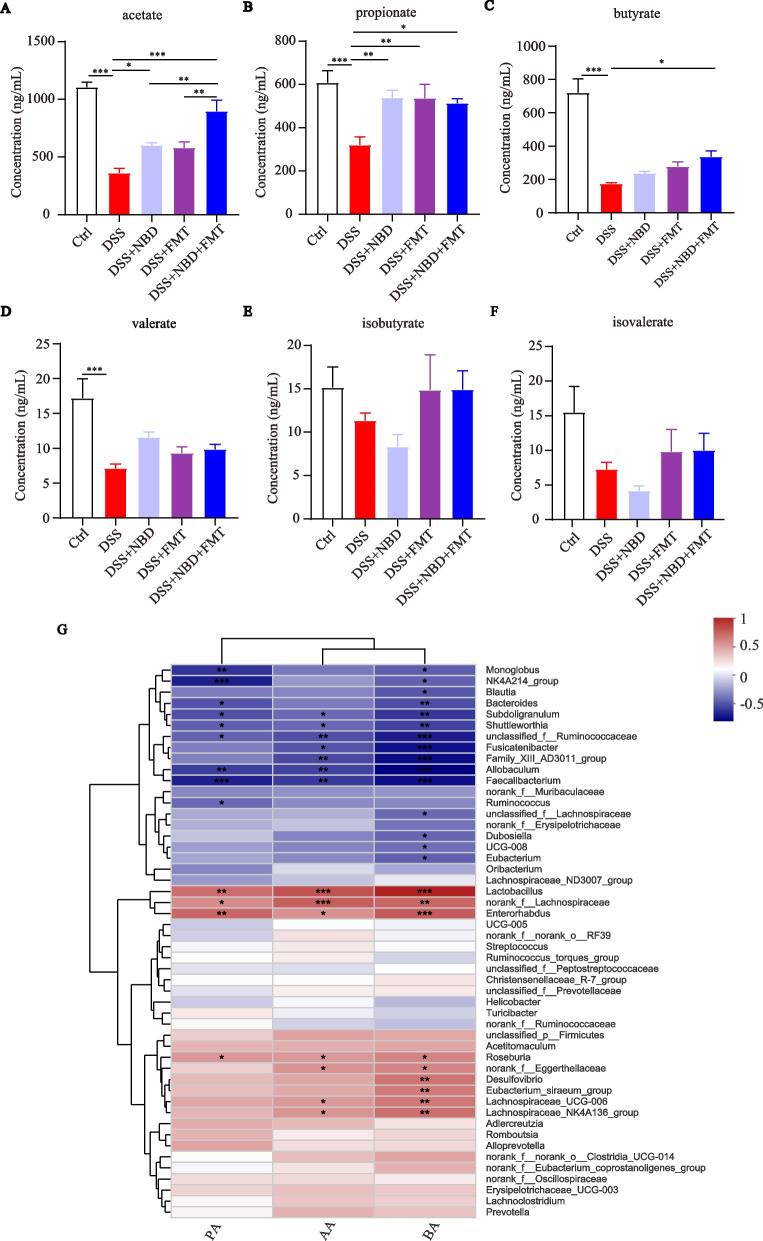 A
acetate
Concentration (ng/mL)
1500
1000
500
0
***
*
***
**
**
Ctrl
DSS
DSS+NBD
DSS+FMT
DSS+NBD+FMT
B
propionate
Concentration (ng/mL)
800
600
400
200
0
*
**
***
**
Ctrl
DSS
DSS+NBD
DSS+FMT
DSS+NBD+FMT
C
butyrate
Concentration (ng/mL)
1000
800
600
400
200
0
***
*
Ctrl
DSS
DSS+NBD
DSS+FMT
DSS+NBD+FMT
D
valerate
Concentration (ng/mL)
25
20
15
10
5
0
***
Ctrl
DSS
DSS+NBD
DSS+FMT
DSS+NBD+FMT
E
isobutyrate
Concentration (ng/mL)
20
15
10
5
0
Ctrl
DSS
DSS+NBD
DSS+FMT
DSS+NBD+FMT
F
isovalerate
Concentration (ng/mL)
25
20
15
10
5
0
Ctrl
DSS
DSS+NBD
DSS+FMT
DSS+NBD+FMT
G
1
0.5
0
-0.5
** * Monoglobus
*** * NK4A214_group
* Blautia
* ** Bacteroides
* * ** Subdoligranulum
* * ** Shuttleworthia
* ** *** unclassified_f__Ruminococcaceae
* *** Fusicatenibacter
** *** Family_XIII_AD3011_group
** ** *** Allobaculum
*** ** *** Faecalibacterium
norank_f__Muribaculaceae
* Ruminococcus
* unclassified_f__Lachnospiraceae
norank_f__Erysipelotrichaceae
* Dubosiella
* UCG-008
* Eubacterium
Oribacterium
Lachnospiraceae_ND3007_group
** *** *** Lactobacillus
* *** ** norank_f__Lachnospiraceae
** * *** Enterorhabdus
UCG-005
norank_f__norank_o__RF39
Streptococcus
Ruminococcus_torques_group
unclassified_f__Peptostreptococcaceae
Christensenellaceae_R-7_group
unclassified_f__Prevotellaceae
Helicobacter
Turicibacter
norank_f__Ruminococcaceae
unclassified_p__Firmicutes
Acetitomaculum
* * * Roseburia
* * norank_f__Eggerthellaceae
** Desulfovibrio
** Eubacterium_siraeum_group
* ** Lachnospiraceae_UCG-006
* ** Lachnospiraceae_NK4A136_group
Adlercreutzia
Romboutsia
Alloprevotella
norank_f__norank_o__Clostridia_UCG-014
norank_f__Eubacterium_coprostanoligenes_group
norank_f__Oscillospiraceae
Erysipelotrichaceae_UCG-003
Lachnoclostridium
Prevotella
PA
AA
BA